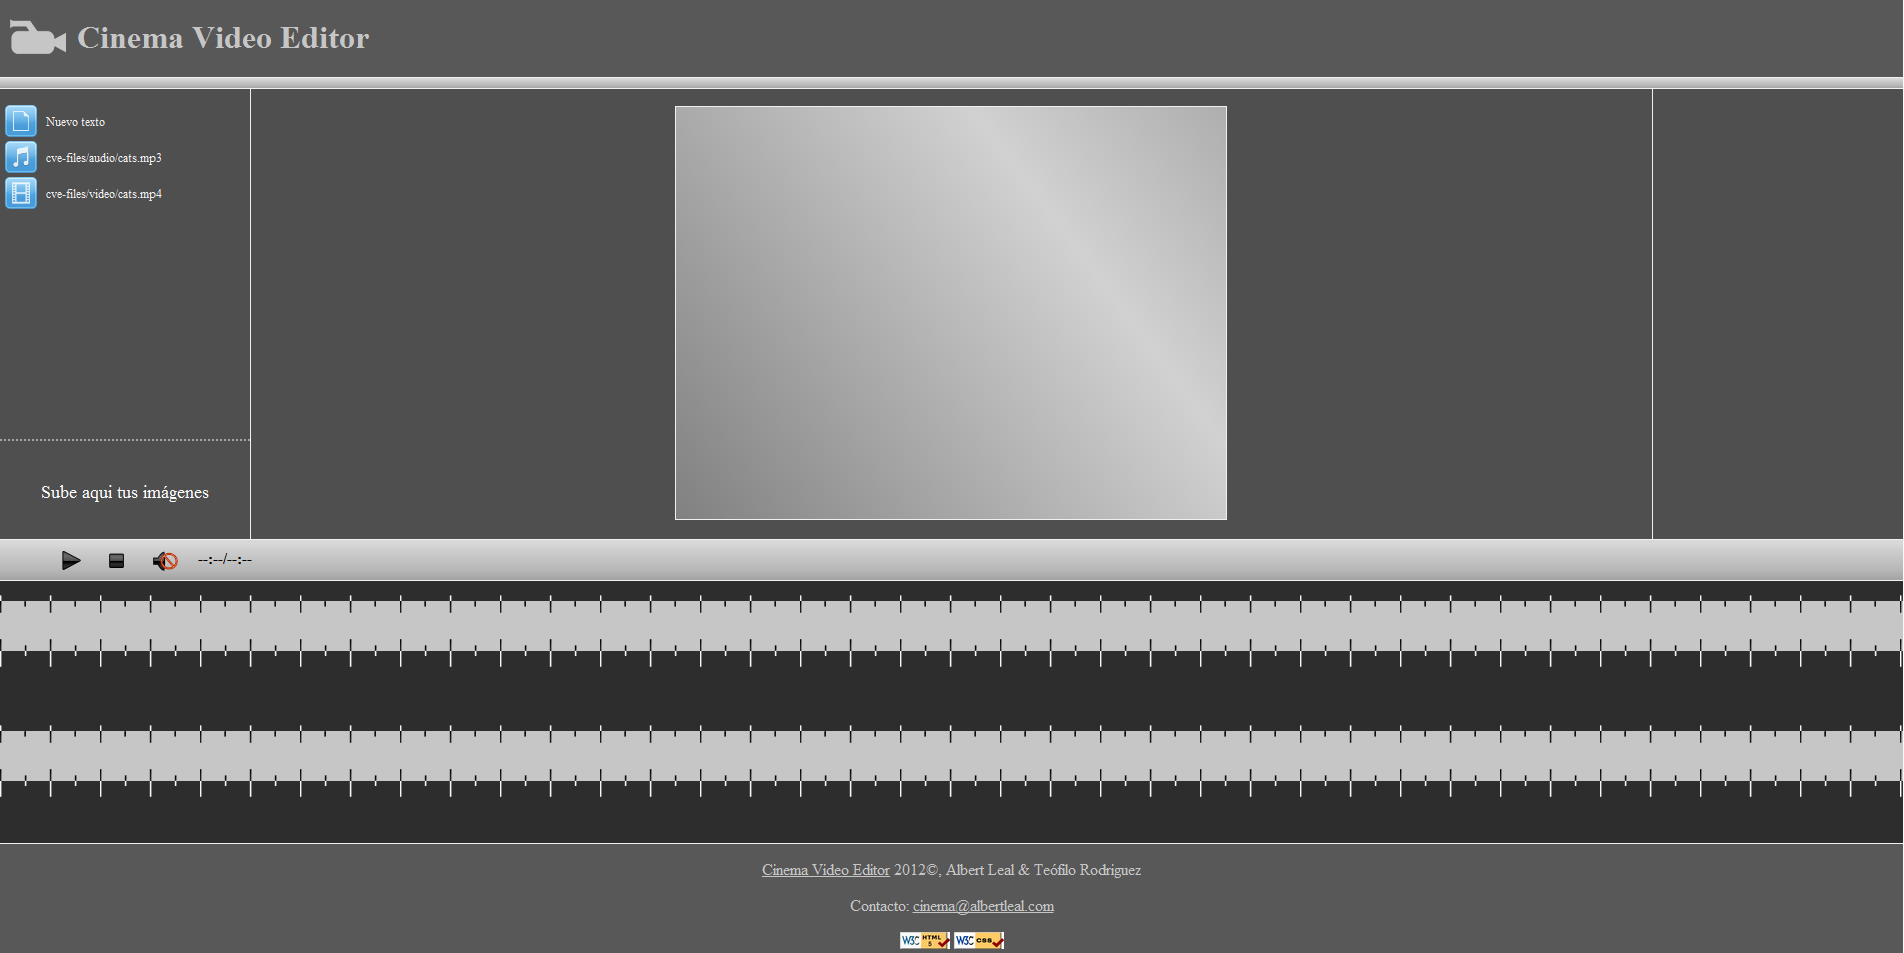 Cinema Video Editor
Nuevo texto
cve-files/audio/cats.mp3
cve-files/video/cats.mp4
Sube aqui tus imágenes
--:--/--:--
Cinema Video Editor 2012©, Albert Leal & Teófilo Rodriguez
Contacto: cinema@albertleal.com
W3C HTML 5 W3C css